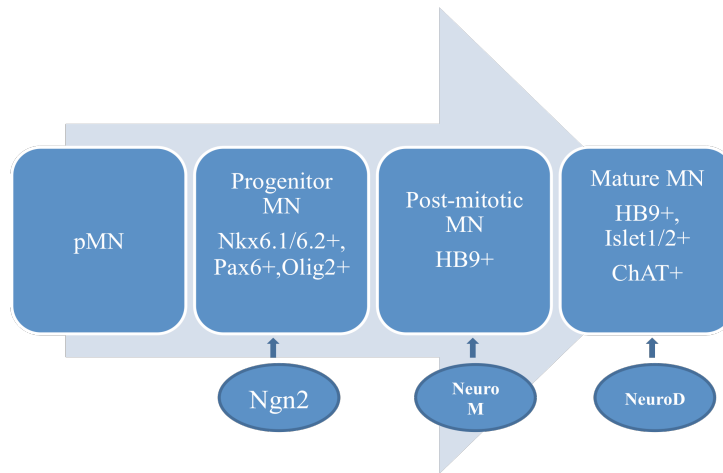 pMN
Progenitor
MN
Nkx6.1/6.2+,
Pax6+,Olig2+
Post-mitotic
MN
HB9+
Mature MN
HB9+,
Islet1/2+
ChAT+
Ngn2
Neuro
M
NeuroD